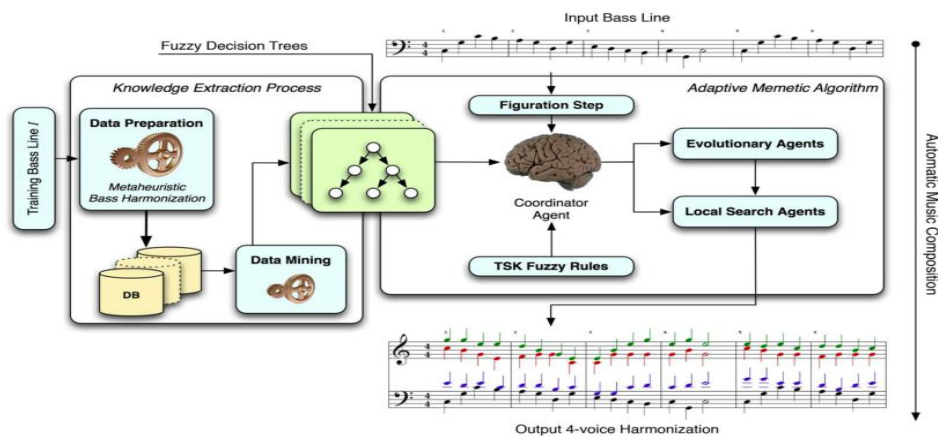 Input Bass Line
Fuzzy Decision Trees
Knowledge Extraction Process
Adaptive Memetic Algorithm
Training Bass Line I
Data Preparation
Metaheuristic
Bass Harmonization
DB
Data Mining
Figuration Step
Coordinator
Agent
TSK Fuzzy Rules
Evolutionary Agents
Local Search Agents
Automatic Music Composition
Output 4-voice Harmonization